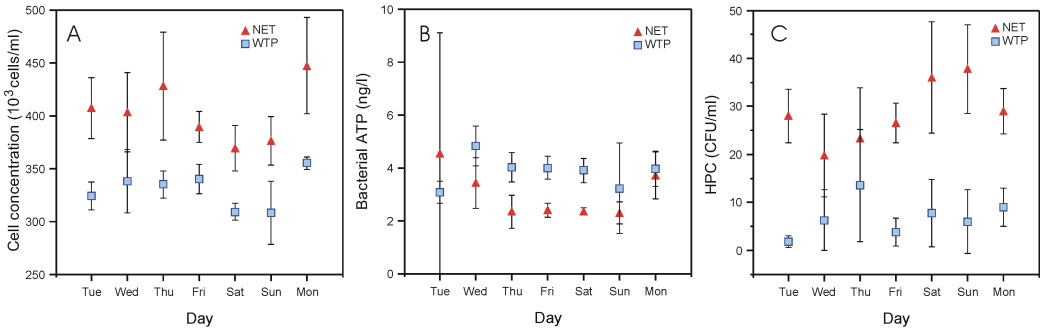 A
NET
WTP
500
450
400
350
300
250
Cell concentration (10³ cells/ml)
Tue Wed Thu Fri Sat Sun Mon
Day
B
NET
WTP
10
8
6
4
2
0
Bacterial ATP (ng/l)
Tue Wed Thu Fri Sat Sun Mon
Day
C
NET
WTP
50
40
30
20
10
0
HPC (CFU/ml)
Tue Wed Thu Fri Sat Sun Mon
Day